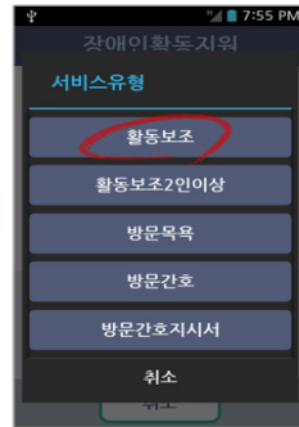 7:55 PM
장애인활동지원
서비스유형
활동보조
활동보조2인이상
방문목욕
방문간호
방문간호지시서
취소
취소